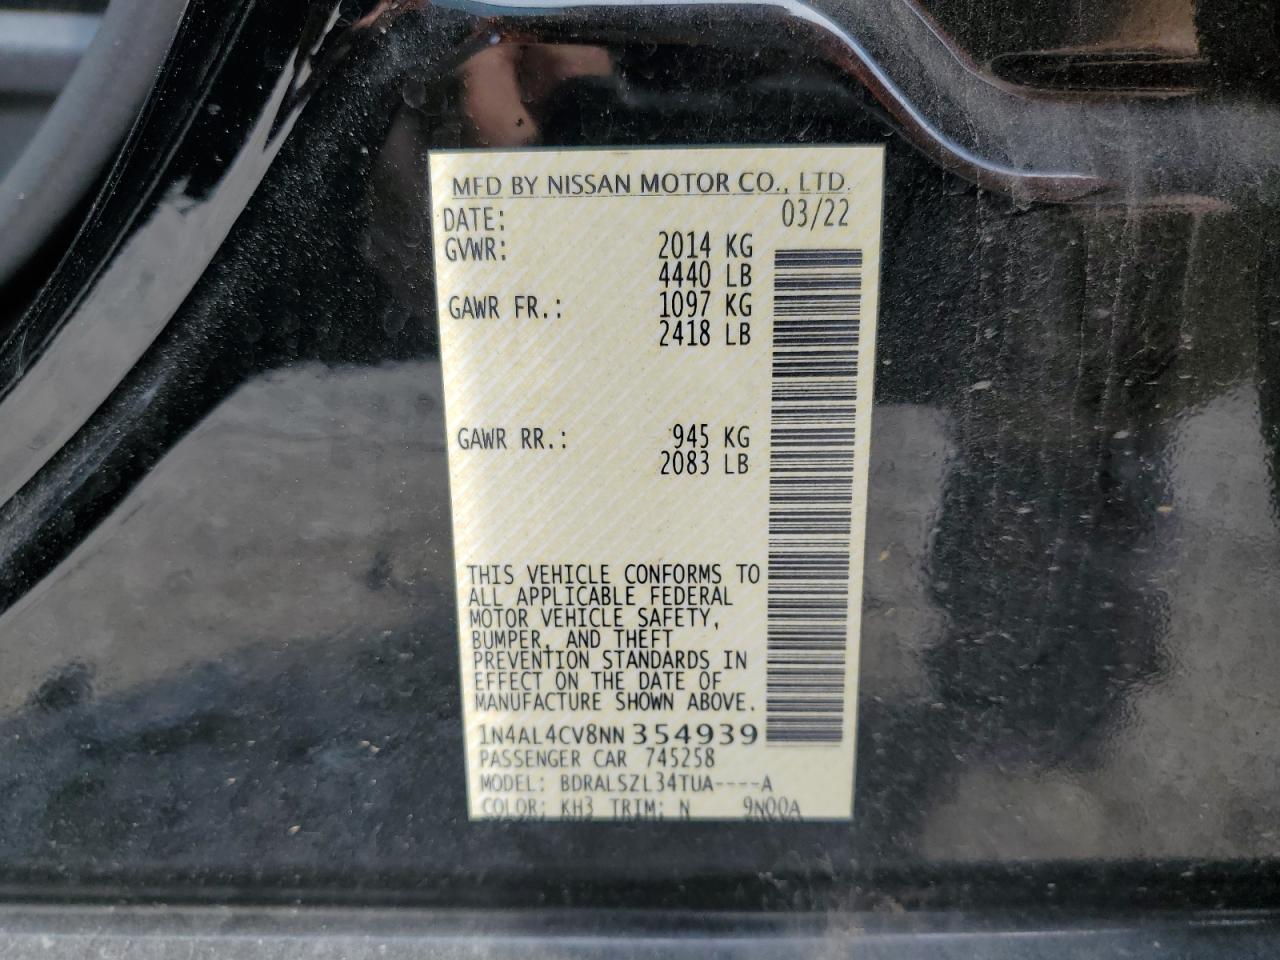 MFD BY NISSAN MOTOR CO., LTD.
DATE: 03/22
GVWR: 2014 KG
4440 LB
GAWR FR.: 1097 KG
2418 LB
GAWR RR.: 945 KG
2083 LB
THIS VEHICLE CONFORMS TO
ALL APPLICABLE FEDERAL
MOTOR VEHICLE SAFETY,
BUMPER, AND THEFT
PREVENTION STANDARDS IN
EFFECT ON THE DATE OF
MANUFACTURE SHOWN ABOVE.
1N4AL4CV8NN354939
PASSENGER CAR 745258
MODEL: BDRALSZL34TUA----A
COLOR: KH3 TRIM: N 9N00A